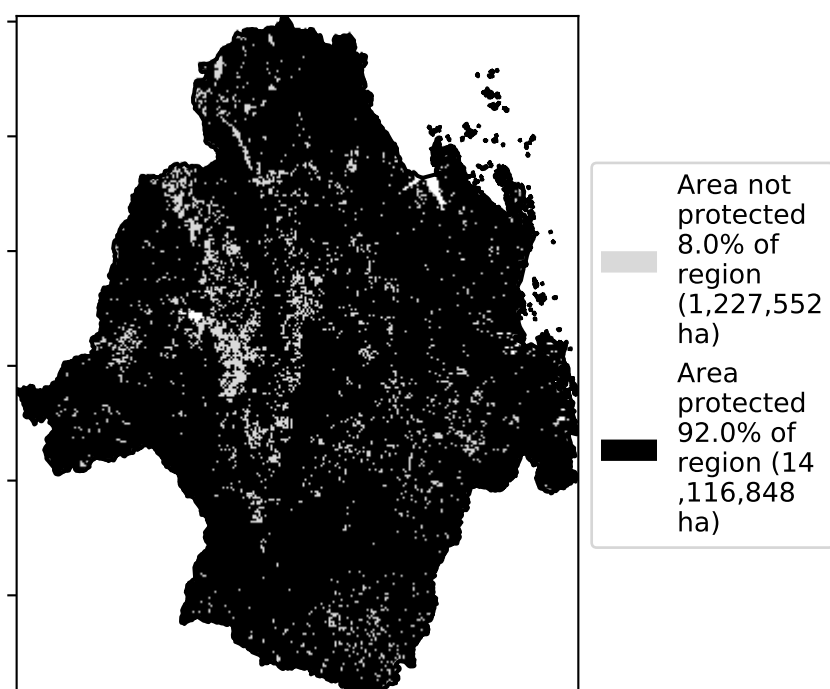 Area not
protected
8.0% of
region
(1,227,552
ha)
Area
protected
92.0% of
region (14
,116,848
ha)